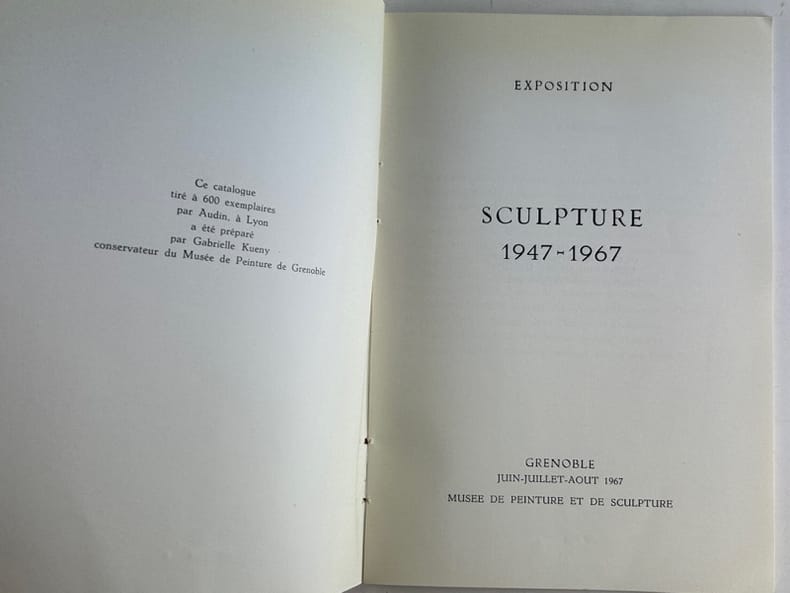 Ce catalogue
tiré à 600 exemplaires
par Audin, à Lyon
a été préparé
par Gabrielle Kueny
conservateur du Musée de Peinture de Grenoble
EXPOSITION
SCULPTURE
1947-1967
GRENOBLE
JUIN-JUILLET-AOUT 1967
MUSEE DE PEINTURE ET DE SCULPTURE